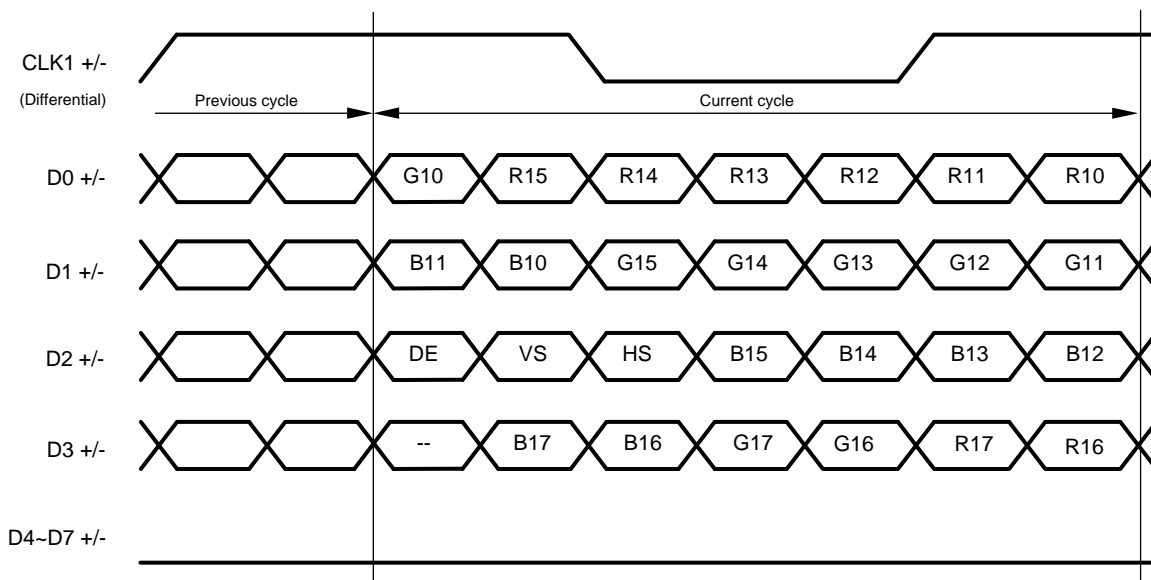 CLK1 +/-
(Differential)
Previous cycle
Current cycle
D0 +/-
G10 R15 R14 R13 R12 R11 R10
D1 +/-
B11 B10 G15 G14 G13 G12 G11
D2 +/-
DE VS HS B15 B14 B13 B12
D3 +/-
-- B17 B16 G17 G16 R17 R16
D4~D7 +/-